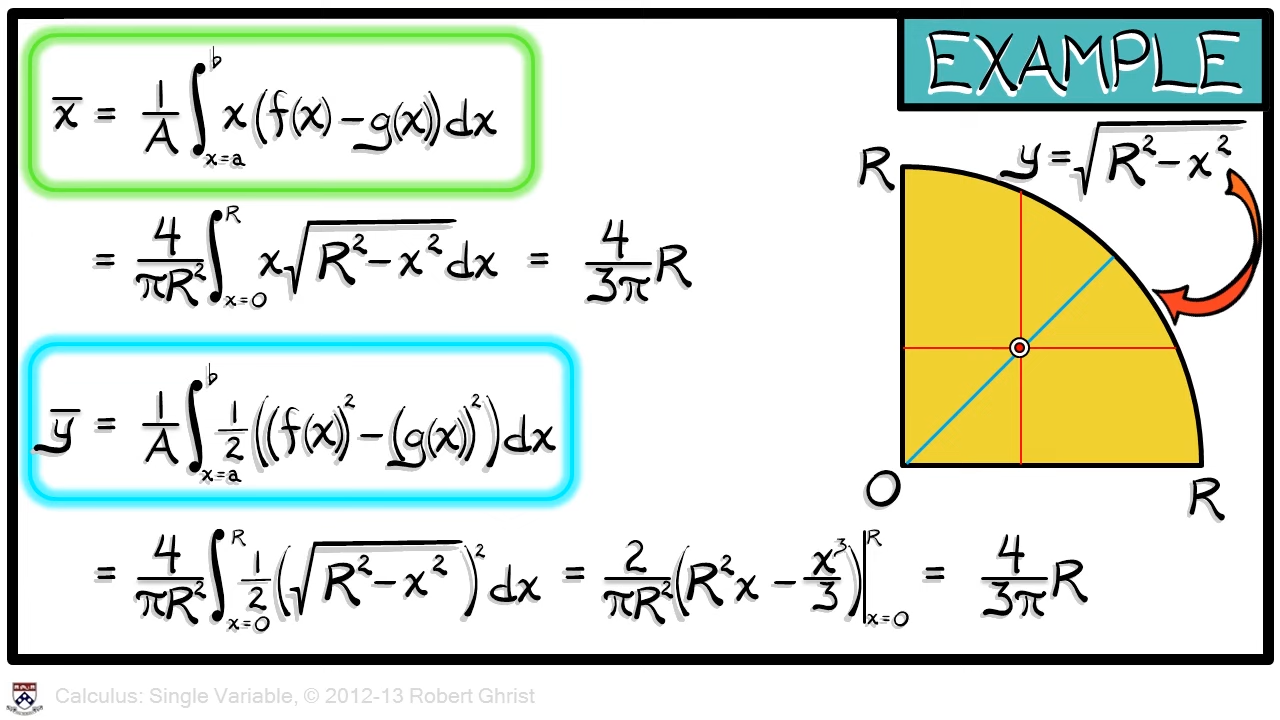 EXAMPLE
x̄ = 1/A ∫_{x=a}^{b} x(f(x) − g(x))dx
= 4/πR² ∫_{x=0}^{R} x√(R² − x²) dx = 4/3π R
ȳ = 1/A ∫_{x=a}^{b} 1/2((f(x))² − (g(x))²)dx
= 4/πR² ∫_{x=0}^{R} 1/2(√(R² − x²))² dx = 2/πR² (R²x − x³/3)|_{x=0}^{R} = 4/3π R
y = √(R² − x²)
R
O
R
Calculus: Single Variable, © 2012-13 Robert Ghrist